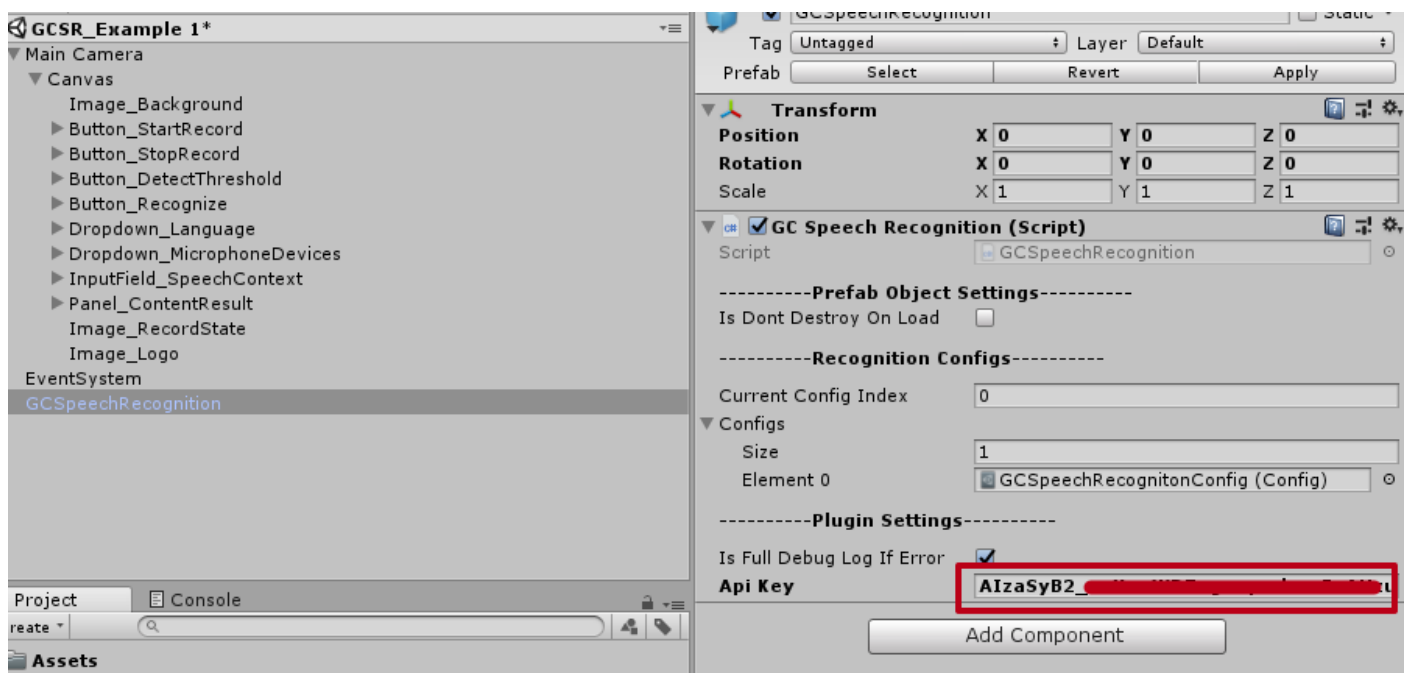 GCSR_Example 1*
Main Camera
Canvas
Image_Background
Button_StartRecord
Button_StopRecord
Button_DetectThreshold
Button_Recognize
Dropdown_Language
Dropdown_MicrophoneDevices
InputField_SpeechContext
Panel_ContentResult
Image_RecordState
Image_Logo
EventSystem
GCSpeechRecognition
Project Console
reate
Assets
GCSpeechRecognition Static
Tag Untagged Layer Default
Prefab Select Revert Apply
Transform
Position X 0 Y 0 Z 0
Rotation X 0 Y 0 Z 0
Scale X 1 Y 1 Z 1
C# GC Speech Recognition (Script)
Script GCSpeechRecognition
----------Prefab Object Settings----------
Is Dont Destroy On Load
----------Recognition Configs----------
Current Config Index 0
Configs
Size 1
Element 0 GCSpeechRecognitonConfig (Config)
----------Plugin Settings----------
Is Full Debug Log If Error
Api Key AIzaSyB2_
Add Component